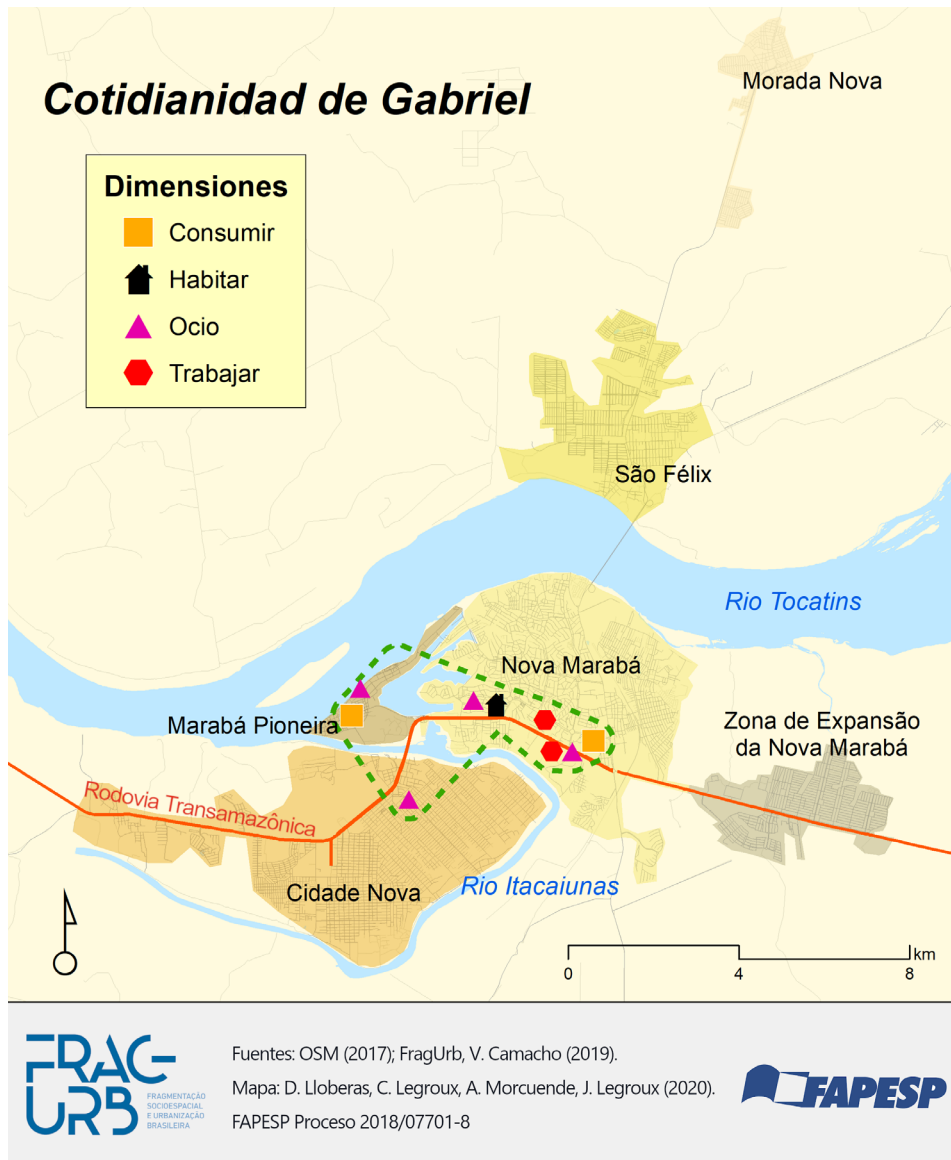 Cotidianidad de Gabriel
Morada Nova
Dimensiones
Consumir
Habitar
Ocio
Trabajar
São Félix
Rio Tocatins
Nova Marabá
Marabá Pioneira
Zona de Expansão
da Nova Marabá
Rodovia Transamazônica
Cidade Nova
Rio Itacaiunas
km
0 4 8
FRAG-
URB
FRAGMENTAÇÃO
SOCIOESPACIAL
E URBANIZAÇÃO
BRASILEIRA
Fuentes: OSM (2017); FragUrb, V. Camacho (2019).
Mapa: D. Lloberas, C. Legroux, A. Morcuende, J. Legroux (2020).
FAPESP Proceso 2018/07701-8
FAPESP